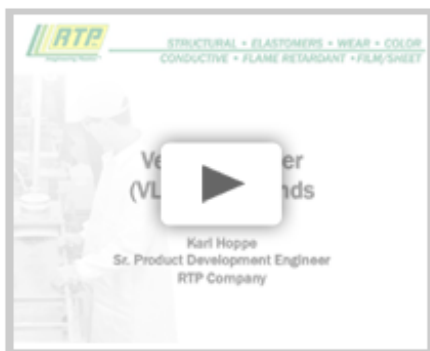 RTP
STRUCTURAL • ELASTOMERS • WEAR • COLOR
CONDUCTIVE • FLAME RETARDANT • FILM/SHEET
Karl Hoppe
Sr. Product Development Engineer
RTP Company